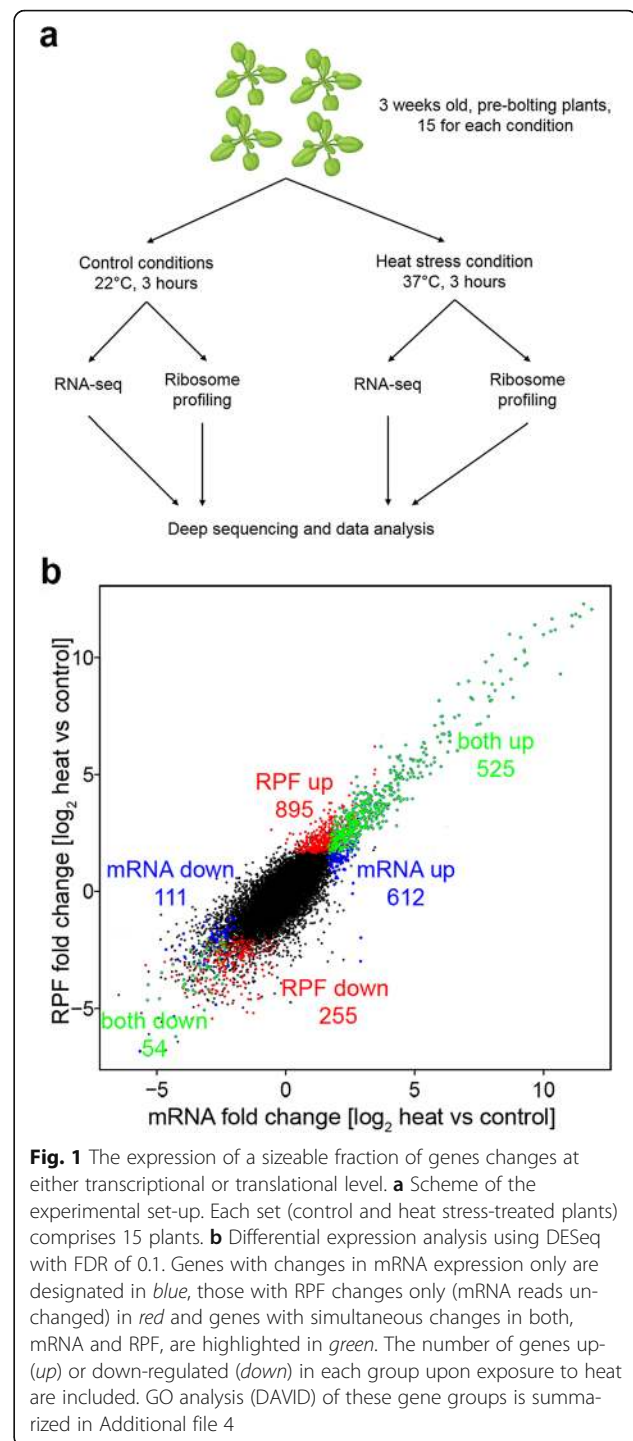 a
3 weeks old, pre-bolting plants,
15 for each condition
Control conditions
22°C, 3 hours
Heat stress condition
37°C, 3 hours
RNA-seq
Ribosome
profiling
RNA-seq
Ribosome
profiling
Deep sequencing and data analysis
b
RPF fold change [log2 heat vs control]
10
5
0
−5
both up
525
RPF up
895
mRNA down
111
mRNA up
612
RPF down
255
both down
54
−5
0
5
10
mRNA fold change [log2 heat vs control]
Fig. 1 The expression of a sizeable fraction of genes changes at
either transcriptional or translational level. a Scheme of the
experimental set-up. Each set (control and heat stress-treated plants)
comprises 15 plants. b Differential expression analysis using DESeq
with FDR of 0.1. Genes with changes in mRNA expression only are
designated in blue, those with RPF changes only (mRNA reads un-
changed) in red and genes with simultaneous changes in both,
mRNA and RPF, are highlighted in green. The number of genes up-
(up) or down-regulated (down) in each group upon exposure to heat
are included. GO analysis (DAVID) of these gene groups is summa-
rized in Additional file 4